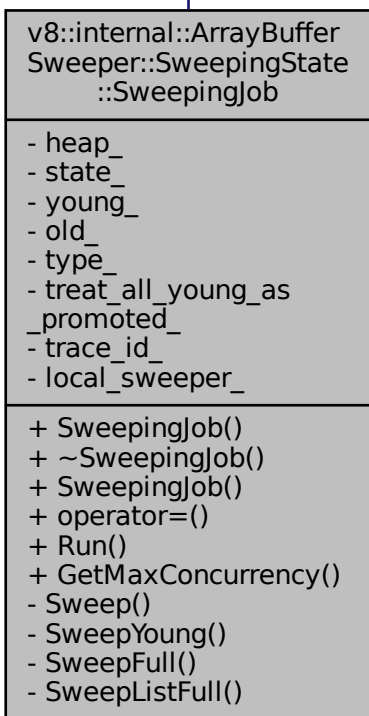 v8::internal::ArrayBuffer
Sweeper::SweepingState
::SweepingJob
- heap_
- state_
- young_
- old_
- type_
- treat_all_young_as
_promoted_
- trace_id_
- local_sweeper_
+ SweepingJob()
+ ~SweepingJob()
+ SweepingJob()
+ operator=()
+ Run()
+ GetMaxConcurrency()
- Sweep()
- SweepYoung()
- SweepFull()
- SweepListFull()